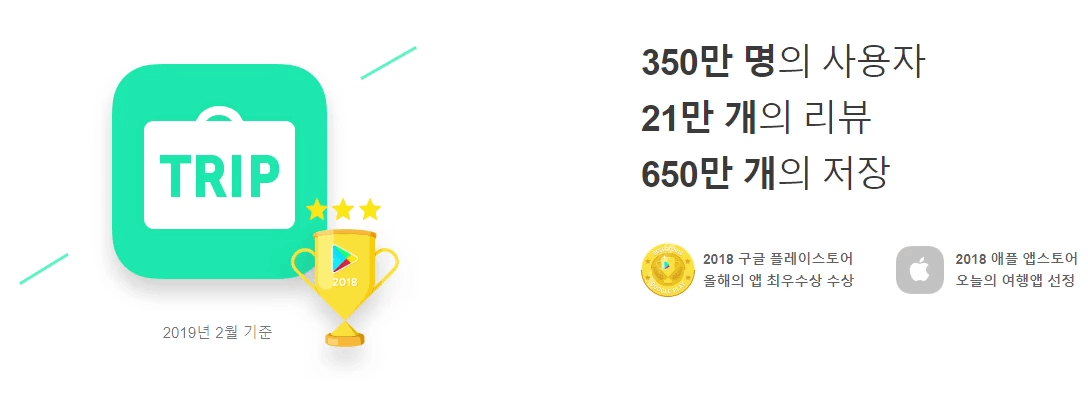 TRIP
2018
2019년 2월 기준
350만 명의 사용자
21만 개의 리뷰
650만 개의 저장
2018 구글 플레이스토어
올해의 앱 최우수상 수상
2018 애플 앱스토어
오늘의 여행앱 선정